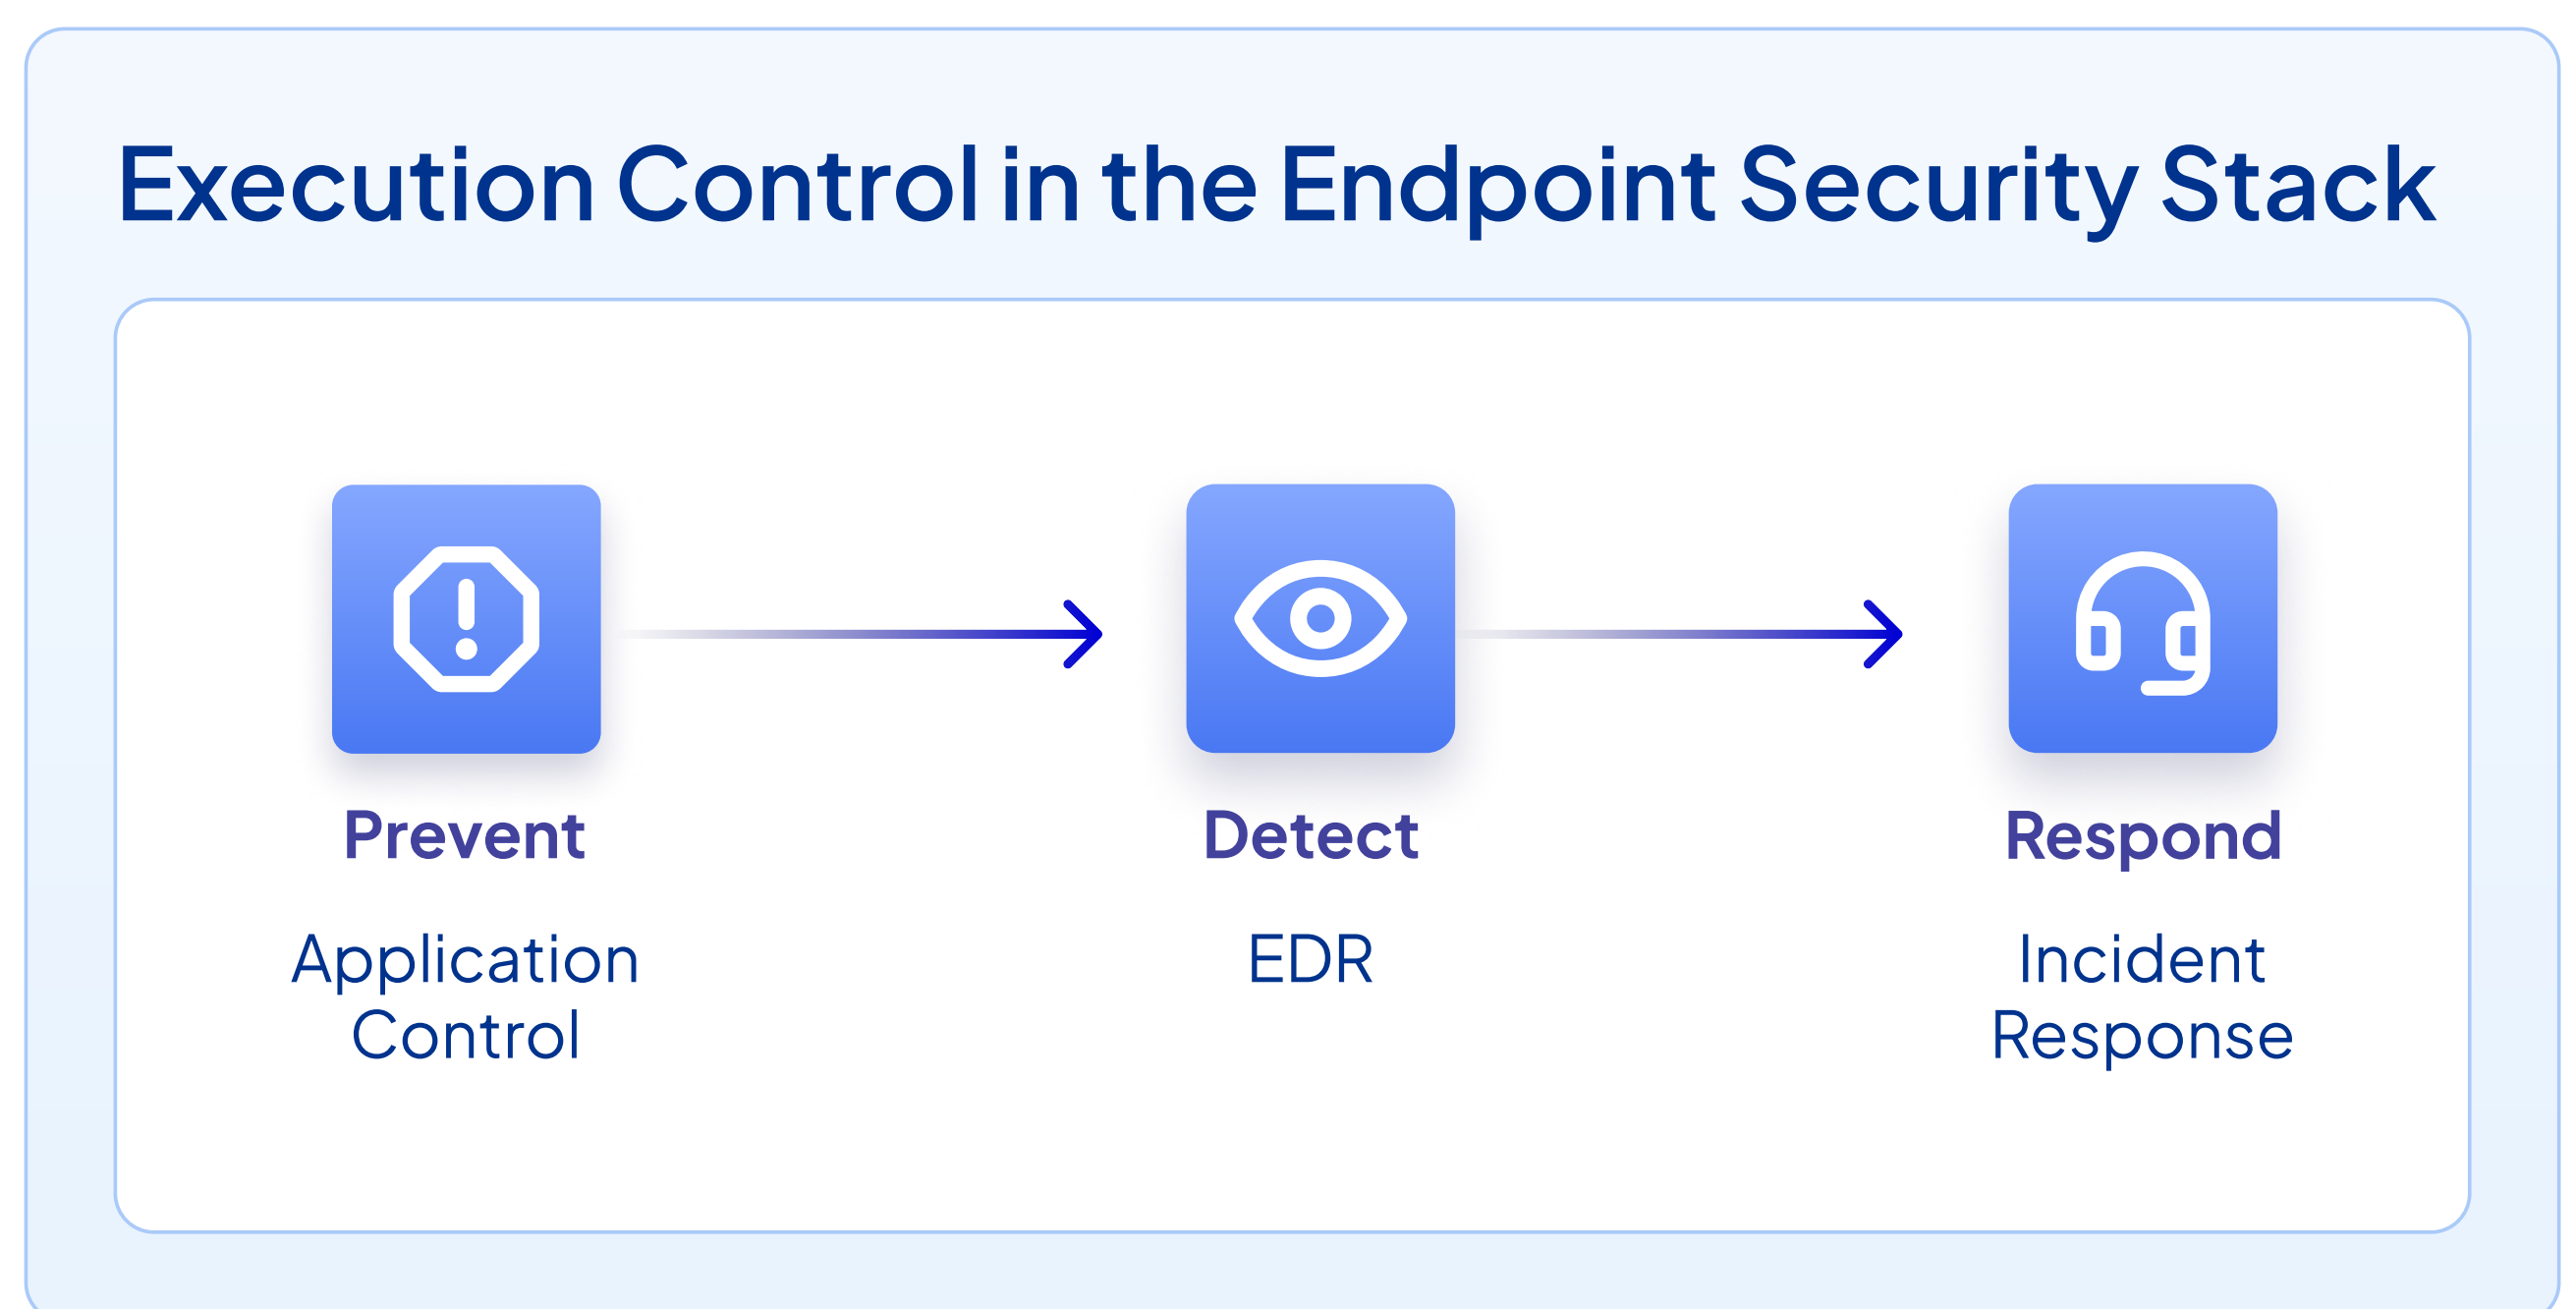 Execution Control in the Endpoint Security Stack
Prevent
Application
Control
Detect
EDR
Respond
Incident
Response